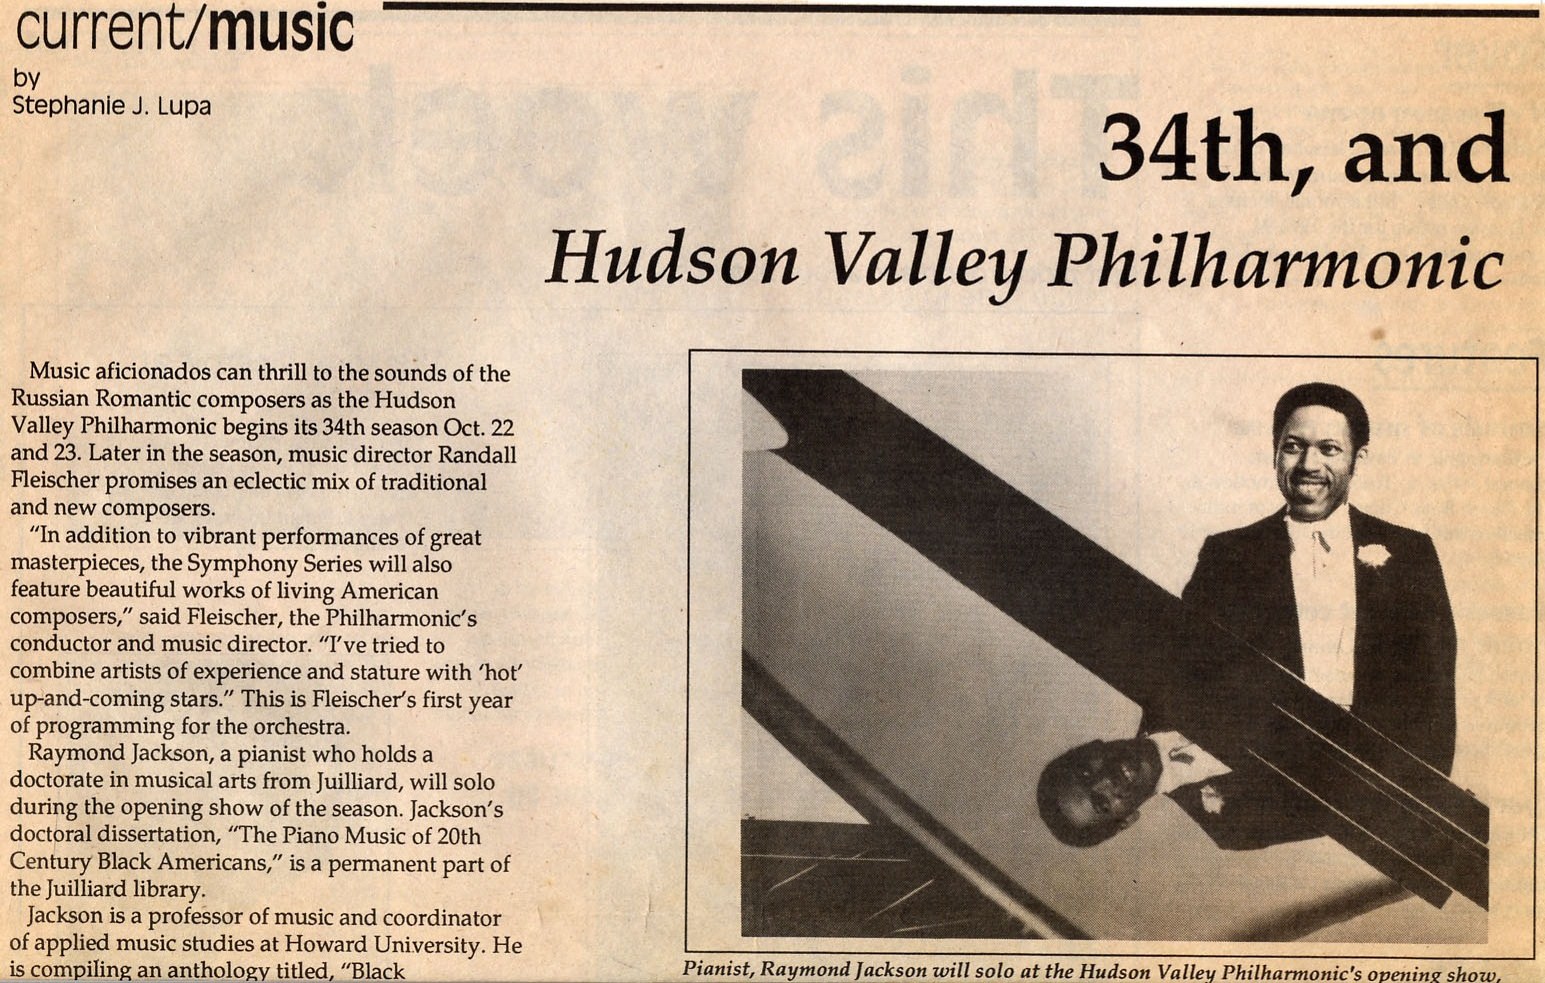 current/music
by
Stephanie J. Lupa
34th, and
Hudson Valley Philharmonic
Music aficionados can thrill to the sounds of the
Russian Romantic composers as the Hudson
Valley Philharmonic begins its 34th season Oct. 22
and 23. Later in the season, music director Randall
Fleischer promises an eclectic mix of traditional
and new composers.
“In addition to vibrant performances of great
masterpieces, the Symphony Series will also
feature beautiful works of living American
composers,” said Fleischer, the Philharmonic’s
conductor and music director. “I’ve tried to
combine artists of experience and stature with ‘hot’
up-and-coming stars.” This is Fleischer’s first year
of programming for the orchestra.
Raymond Jackson, a pianist who holds a
doctorate in musical arts from Juilliard, will solo
during the opening show of the season. Jackson’s
doctoral dissertation, “The Piano Music of 20th
Century Black Americans,” is a permanent part of
the Juilliard library.
Jackson is a professor of music and coordinator
of applied music studies at Howard University. He
is compiling an anthology titled, “Black
Pianist, Raymond Jackson will solo at the Hudson Valley Philharmonic's opening show,